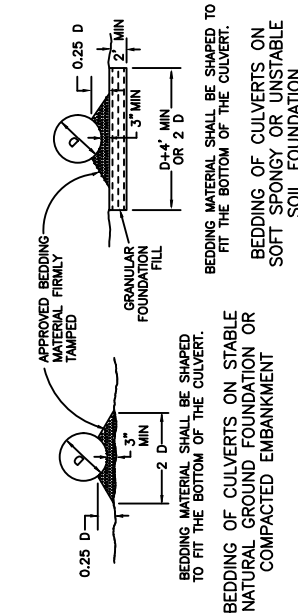 0.25 D
D
3" 
MIN
2 D
BEDDING MATERIAL SHALL BE SHAPED
TO FIT THE BOTTOM OF THE CULVERT.
BEDDING OF CULVERTS ON STABLE
NATURAL GROUND FOUNDATION OR
COMPACTED EMBANKMENT
APPROVED BEDDING
MATERIAL FIRMLY
TAMPED
GRANULAR
FOUNDATION
FILL
D
0.25 D
2' MIN
3" MIN
D+4' MIN
OR 2 D
BEDDING MATERIAL SHALL BE SHAPED TO
FIT THE BOTTOM OF THE CULVERT.
BEDDING OF CULVERTS ON
SOFT SPONGY OR UNSTABLE
SOIL FOUNDATION